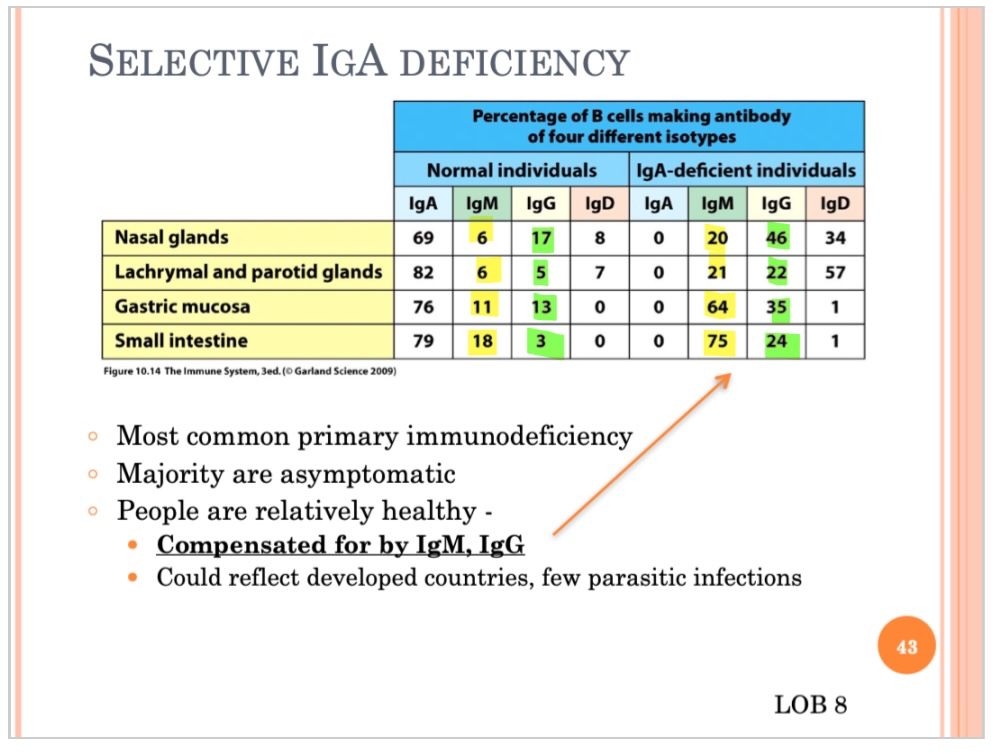 SELECTIVE IGA DEFICIENCY
Percentage of B cells making antibody
of four different isotypes
Normal individuals IgA-deficient individuals
IgA IgM IgG IgD IgA IgM IgG IgD
Nasal glands 69 6 17 8 0 20 46 34
Lachrymal and parotid glands 82 6 5 7 0 21 22 57
Gastric mucosa 76 11 13 0 0 64 35 1
Small intestine 79 18 3 0 0 75 24 1
Figure 10.14 The Immune System, 3ed. (© Garland Science 2009)
Most common primary immunodeficiency
Majority are asymptomatic
People are relatively healthy -
Compensated for by IgM, IgG
Could reflect developed countries, few parasitic infections
43
LOB 8